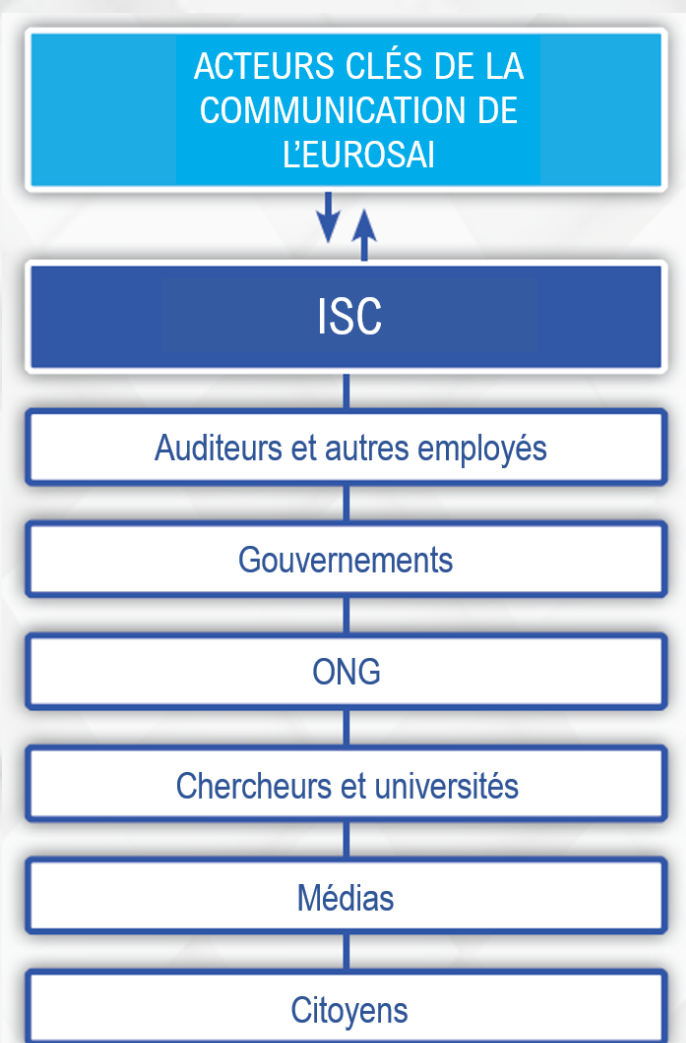 ACTEURS CLÉS DE LA
COMMUNICATION DE
L'EUROSAI
ISC
Auditeurs et autres employés
Gouvernements
ONG
Chercheurs et universités
Médias
Citoyens